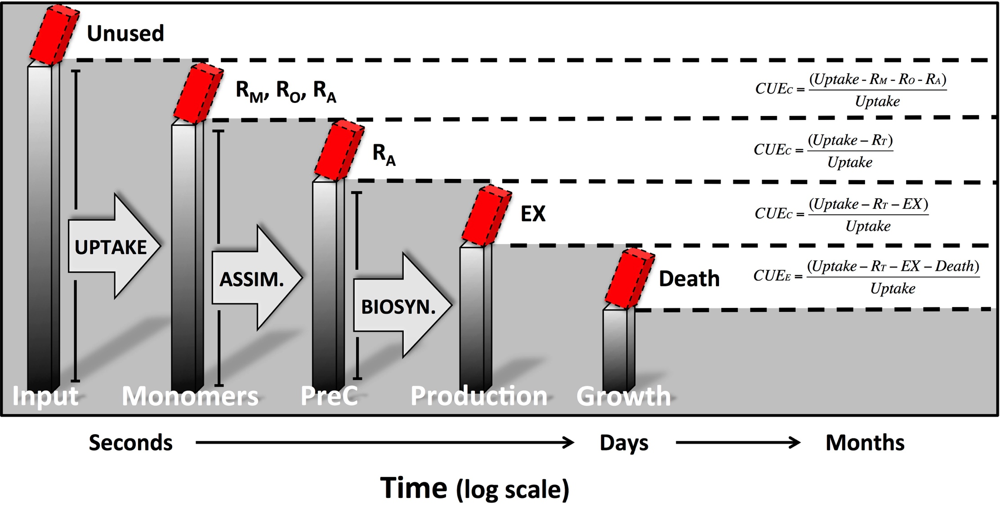 Unused
R_M, R_O, R_A
CUE_C = (Uptake - R_M - R_O - R_A)
Uptake
R_A
CUE_C = (Uptake – R_T)
Uptake
EX
CUE_C = (Uptake – R_T – EX)
Uptake
Death
CUE_E = (Uptake – R_T – EX – Death)
Uptake
UPTAKE
ASSIM.
BIOSYN.
Input
Monomers
PreC
Production
Growth
Seconds
Days
Months
Time (log scale)